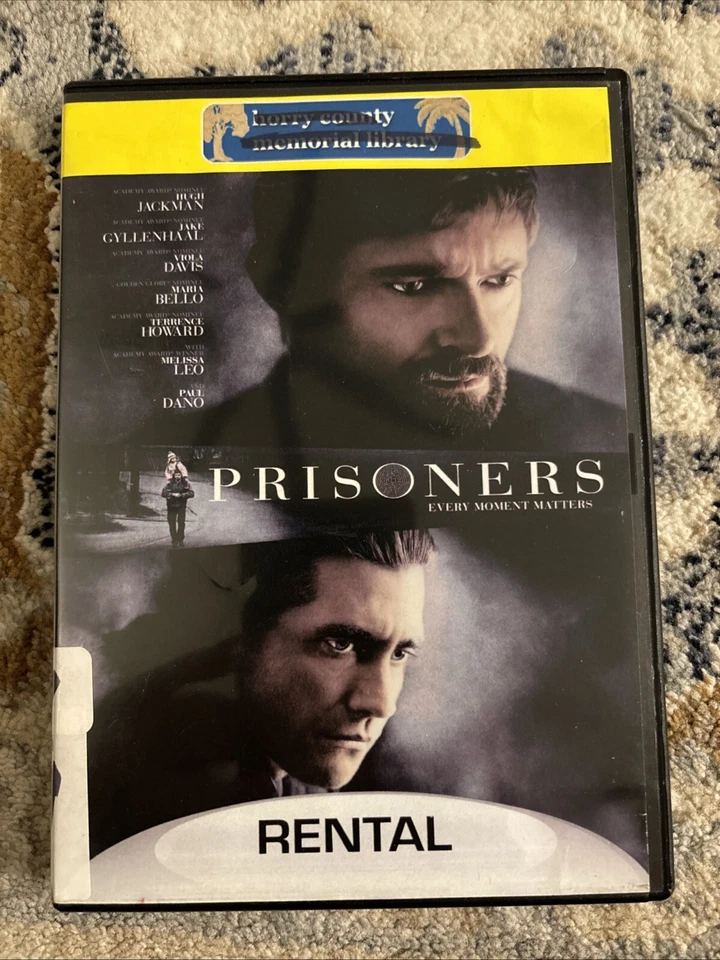 horry county
memorial library
ACADEMY AWARD® NOMINEE
HUGH
JACKMAN
ACADEMY AWARD® NOMINEE
JAKE
GYLLENHAAL
ACADEMY AWARD® NOMINEE
VIOLA
DAVIS
GOLDEN GLOBE® NOMINEE
MARIA
BELLO
ACADEMY AWARD® NOMINEE
TERRENCE
HOWARD
WITH
ACADEMY AWARD® WINNER
MELISSA
LEO
AND
PAUL
DANO
PRISONERS
EVERY MOMENT MATTERS
RENTAL